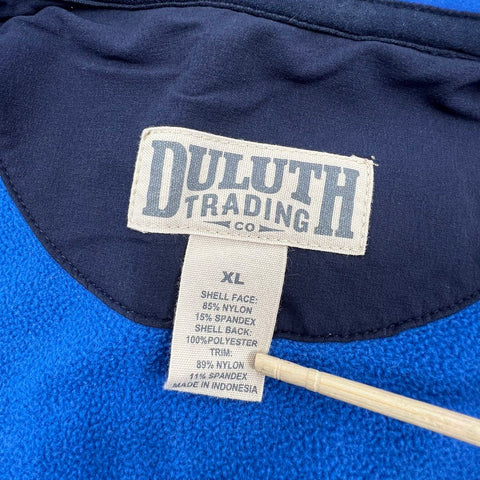 DULUTH
TRADING
CO
XL
SHELL FACE:
85% NYLON
15% SPANDEX
SHELL BACK:
100%POLYESTER
TRIM:
89% NYLON
11% SPANDEX
MADE IN INDONESIA